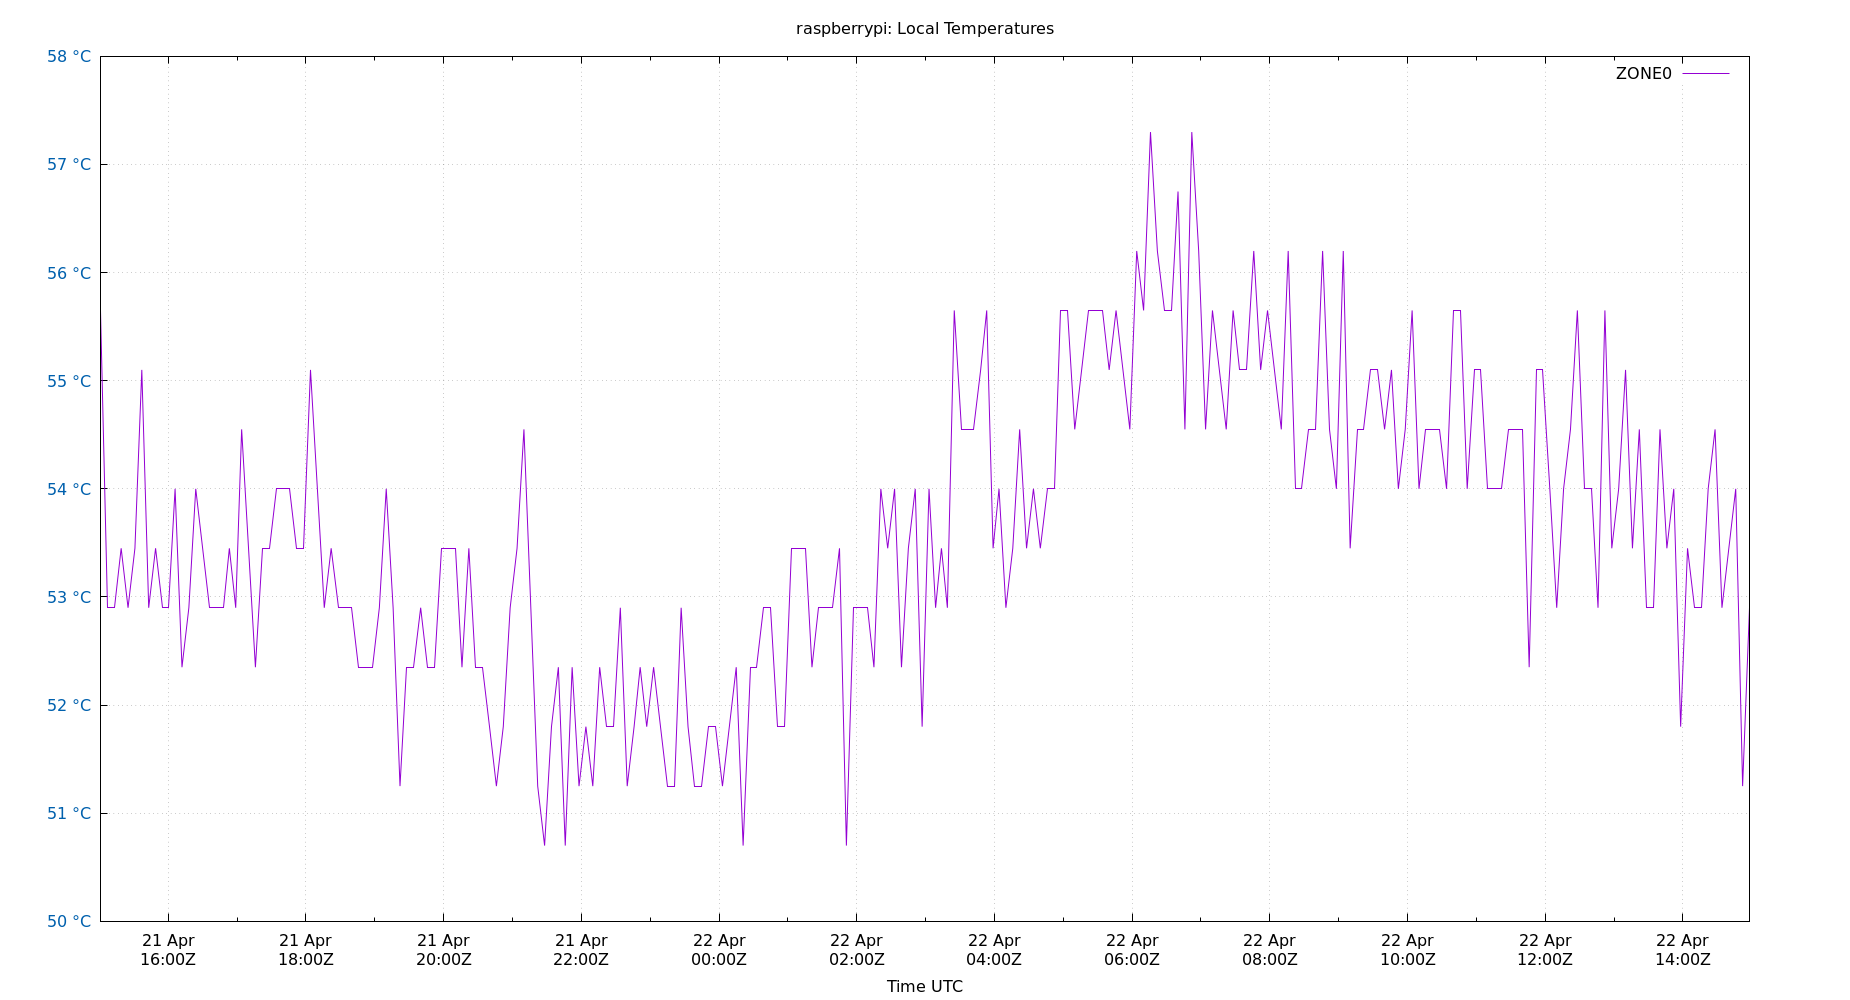 raspberrypi: Local Temperatures
58 °C
ZONE0
57 °C
56 °C
55 °C
54 °C
53 °C
52 °C
51 °C
50 °C
21 Apr 21 Apr 21 Apr 21 Apr 22 Apr 22 Apr 22 Apr 22 Apr 22 Apr 22 Apr 22 Apr 22 Apr
16:00Z 18:00Z 20:00Z 22:00Z 00:00Z 02:00Z 04:00Z 06:00Z 08:00Z 10:00Z 12:00Z 14:00Z
Time UTC